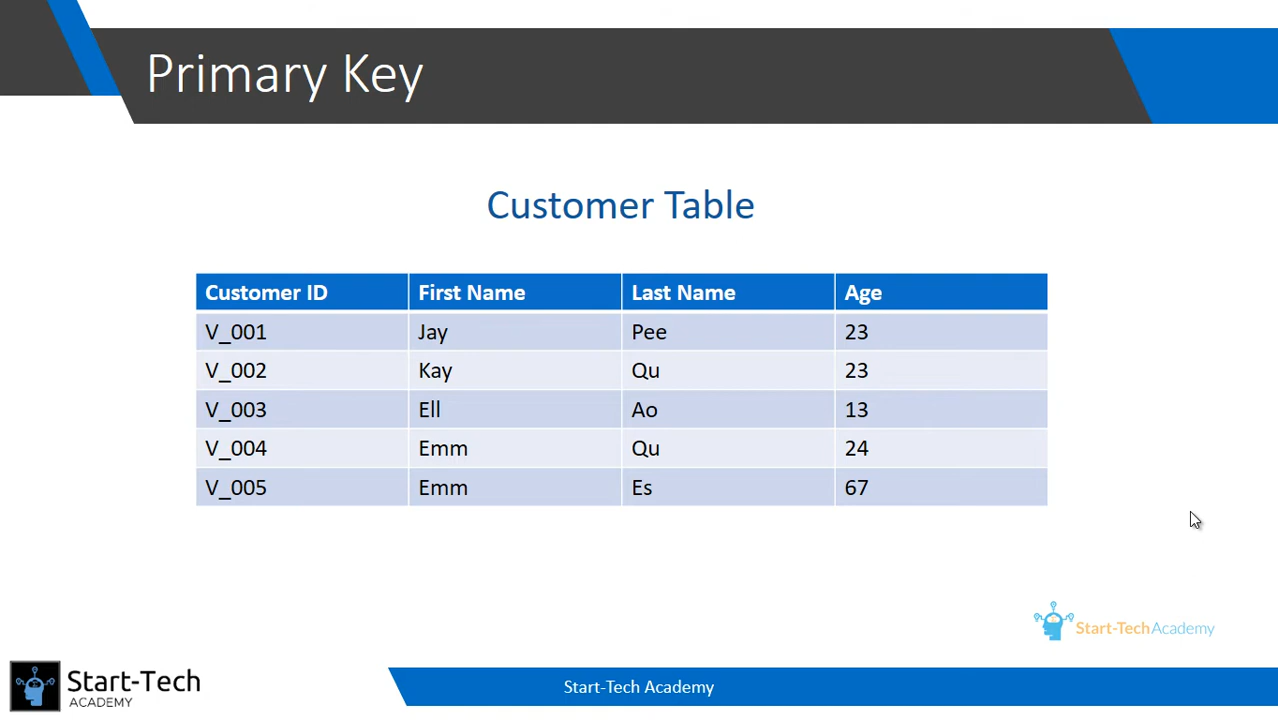 Primary Key
Customer Table
Customer ID First Name Last Name Age
V_001 Jay Pee 23
V_002 Kay Qu 23
V_003 Ell Ao 13
V_004 Emm Qu 24
V_005 Emm Es 67
Start-TechAcademy
Start-Tech
ACADEMY
Start-Tech Academy